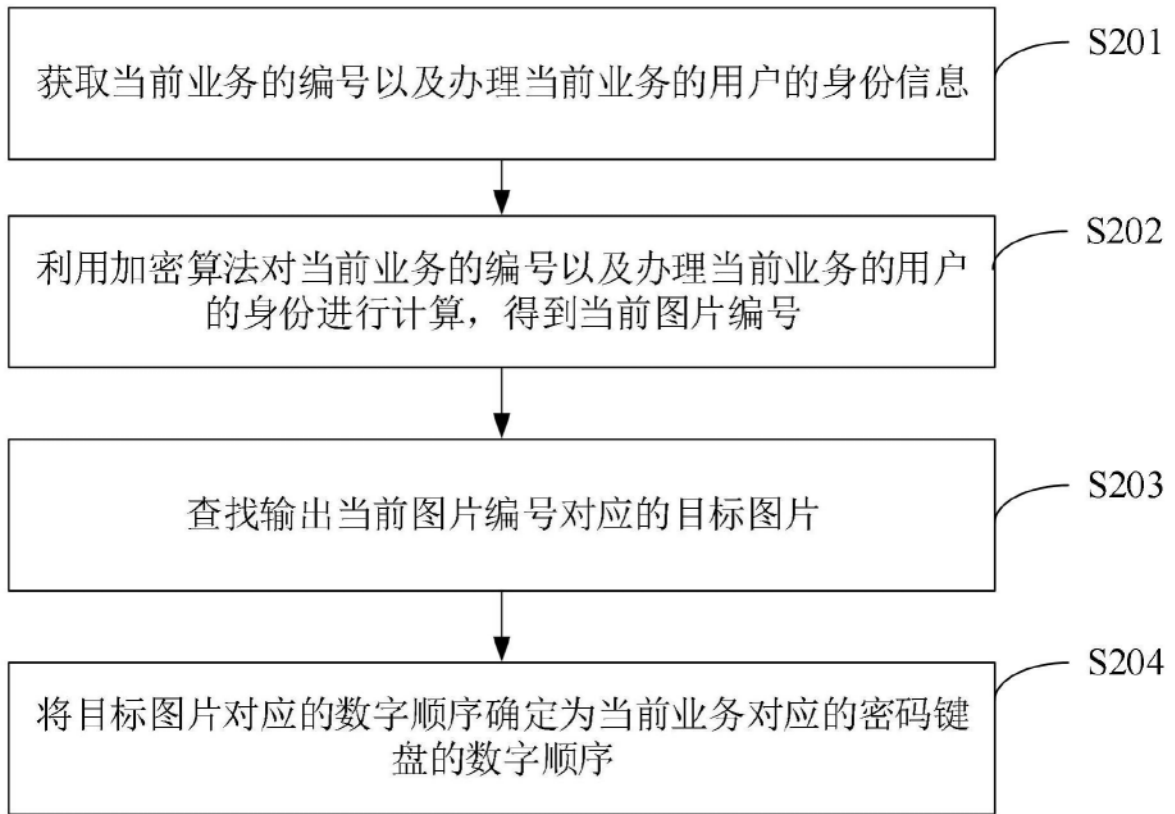 获取当前业务的编号以及办理当前业务的用户的身份信息
S201
利用加密算法对当前业务的编号以及办理当前业务的用户
的身份进行计算，得到当前图片编号
S202
查找输出当前图片编号对应的目标图片
S203
将目标图片对应的数字顺序确定为当前业务对应的密码键
盘的数字顺序
S204